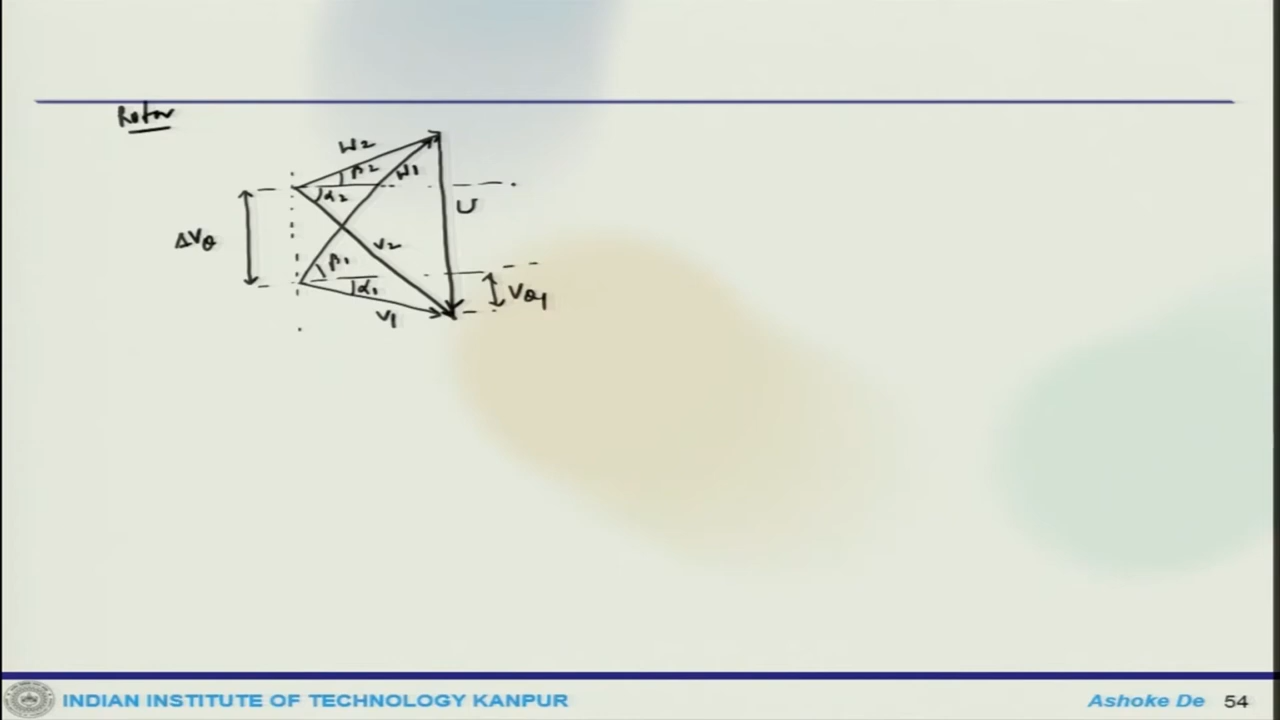 Rotor
W2
β2
W1
α2
U
ΔVθ
V2
β1
α1
Vθ1
V1
INDIAN INSTITUTE OF TECHNOLOGY KANPUR
Ashoke De 54